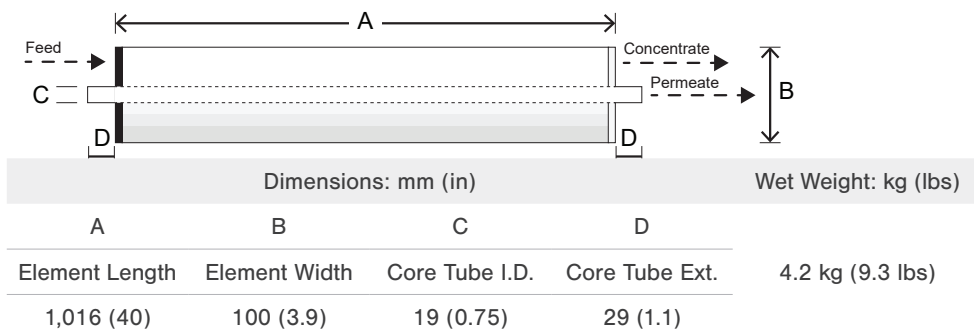 A
Feed
Concentrate
Permeate
C
B
D
D
Dimensions: mm (in) Wet Weight: kg (lbs)
A B C D
Element Length Element Width Core Tube I.D. Core Tube Ext. 4.2 kg (9.3 lbs)
1,016 (40) 100 (3.9) 19 (0.75) 29 (1.1)